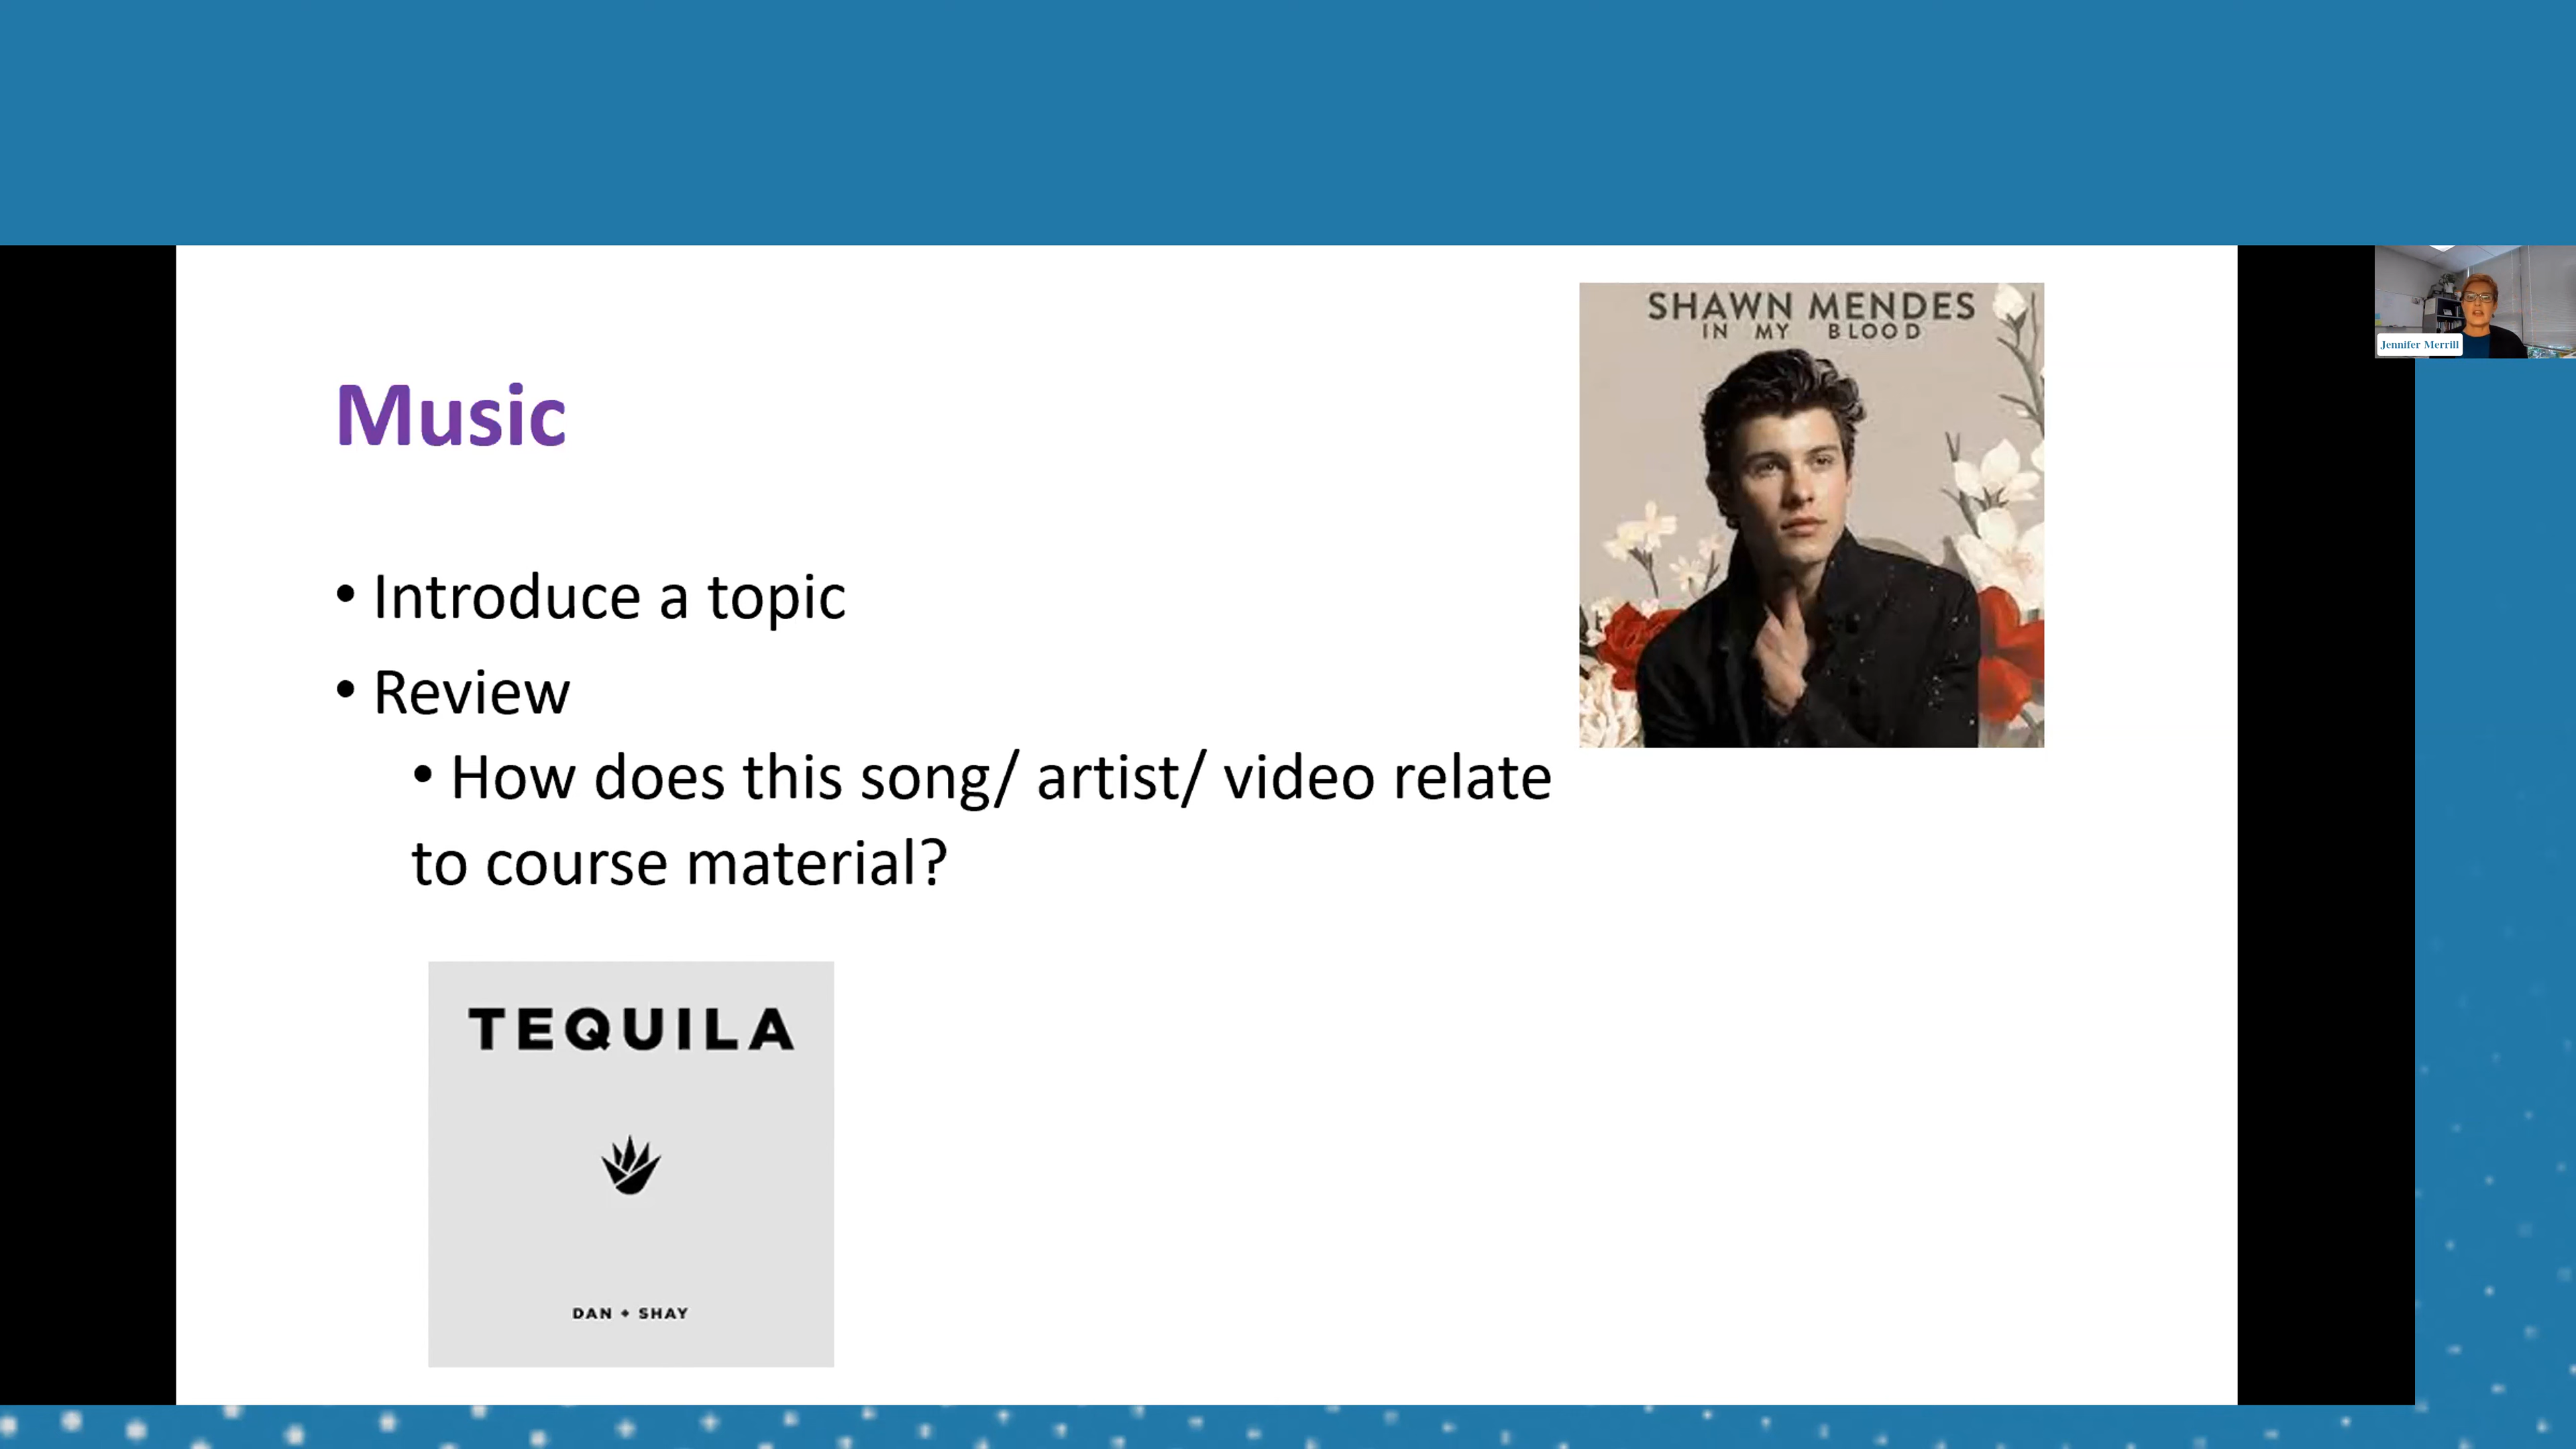 SHAWN MENDES
IN MY BLOOD
Jennifer Merrill
Music
• Introduce a topic
• Review
• How does this song/ artist/ video relate
to course material?
TEQUILA
DAN + SHAY